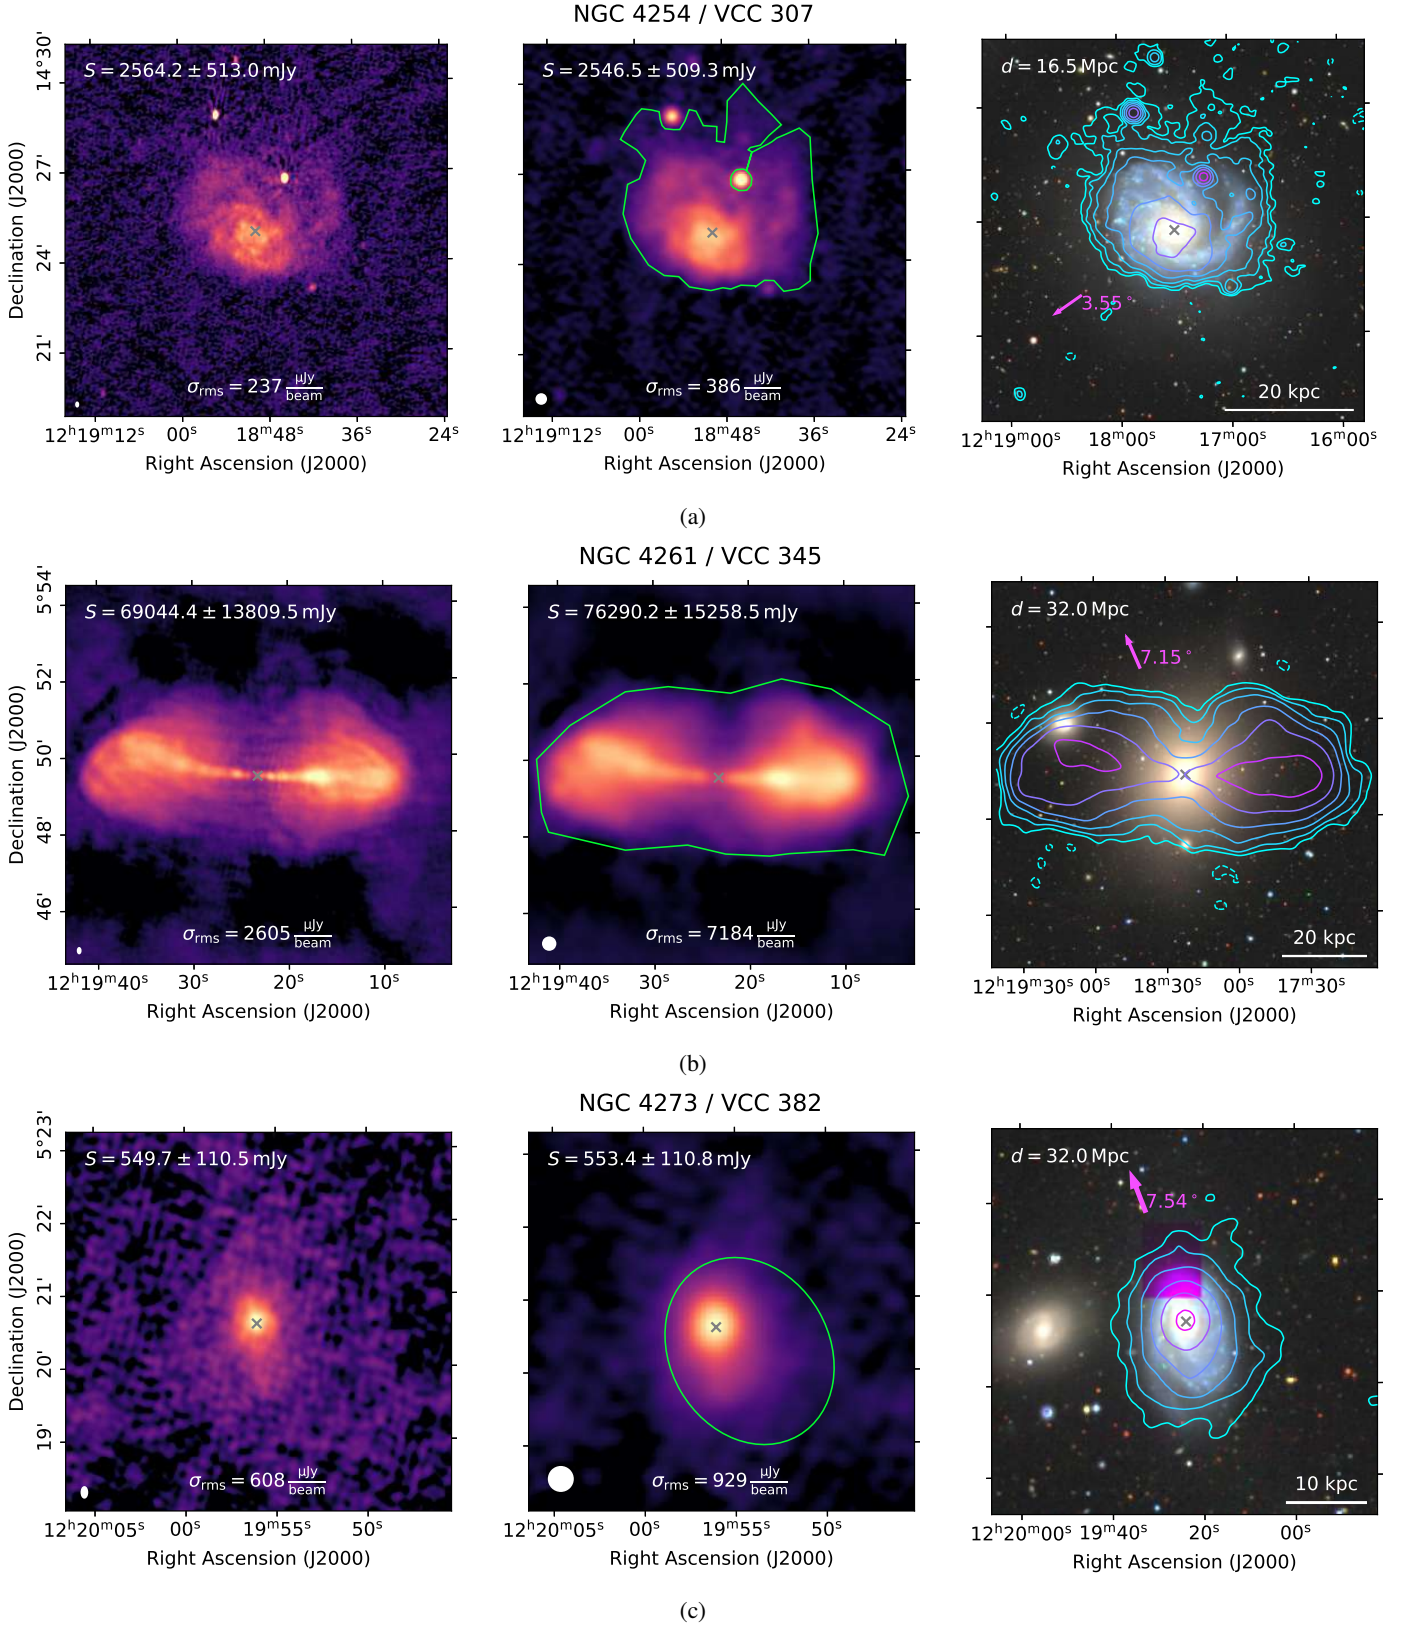 NGC 4254 / VCC 307
S = 2564.2 ± 513.0 mJy
S = 2546.5 ± 509.3 mJy
d = 16.5 Mpc
14°30'
27'
24'
21'
Declination (J2000)
3.55°
σrms = 237 μJy/beam
σrms = 386 μJy/beam
20 kpc
12ʰ19ᵐ12ˢ 00ˢ 18ᵐ48ˢ 36ˢ 24ˢ
12ʰ19ᵐ12ˢ 00ˢ 18ᵐ48ˢ 36ˢ 24ˢ
12ʰ19ᵐ00ˢ 18ᵐ00ˢ 17ᵐ00ˢ 16ᵐ00ˢ
Right Ascension (J2000)
Right Ascension (J2000)
Right Ascension (J2000)
(a)
NGC 4261 / VCC 345
S = 69044.4 ± 13809.5 mJy
S = 76290.2 ± 15258.5 mJy
d = 32.0 Mpc
5°54'
52'
50'
48'
46'
Declination (J2000)
7.15°
σrms = 2605 μJy/beam
σrms = 7184 μJy/beam
20 kpc
12ʰ19ᵐ40ˢ 30ˢ 20ˢ 10ˢ
12ʰ19ᵐ40ˢ 30ˢ 20ˢ 10ˢ
12ʰ19ᵐ30ˢ 00ˢ 18ᵐ30ˢ 00ˢ 17ᵐ30ˢ
Right Ascension (J2000)
Right Ascension (J2000)
Right Ascension (J2000)
(b)
NGC 4273 / VCC 382
S = 549.7 ± 110.5 mJy
S = 553.4 ± 110.8 mJy
d = 32.0 Mpc
5°23'
22'
21'
20'
19'
Declination (J2000)
7.54°
σrms = 608 μJy/beam
σrms = 929 μJy/beam
10 kpc
12ʰ20ᵐ05ˢ 00ˢ 19ᵐ55ˢ 50ˢ
12ʰ20ᵐ05ˢ 00ˢ 19ᵐ55ˢ 50ˢ
12ʰ20ᵐ00ˢ 19ᵐ40ˢ 20ˢ 00ˢ
Right Ascension (J2000)
Right Ascension (J2000)
Right Ascension (J2000)
(c)